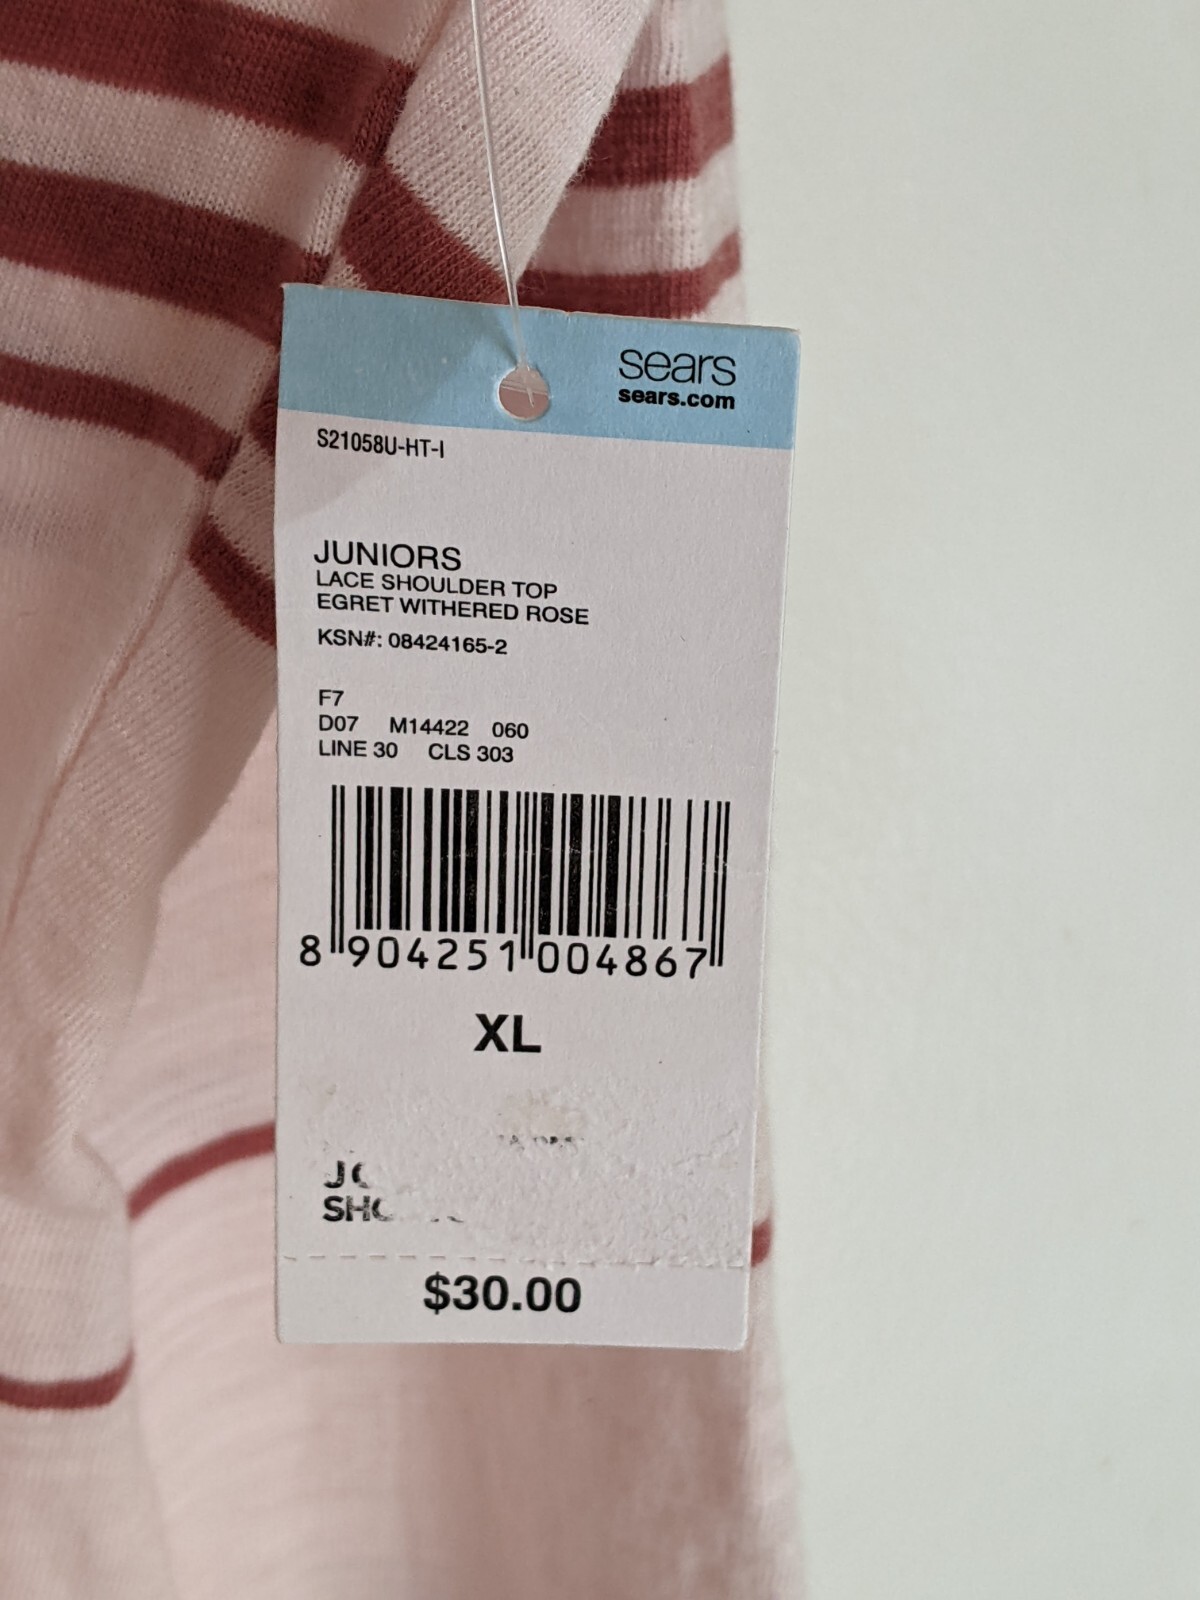 sears
sears.com
S21058U-HT-I
JUNIORS
LACE SHOULDER TOP
EGRET WITHERED ROSE
KSN#: 08424165-2
F7
D07 M14422 060
LINE 30 CLS 303
8 904251 004867
XL
$30.00